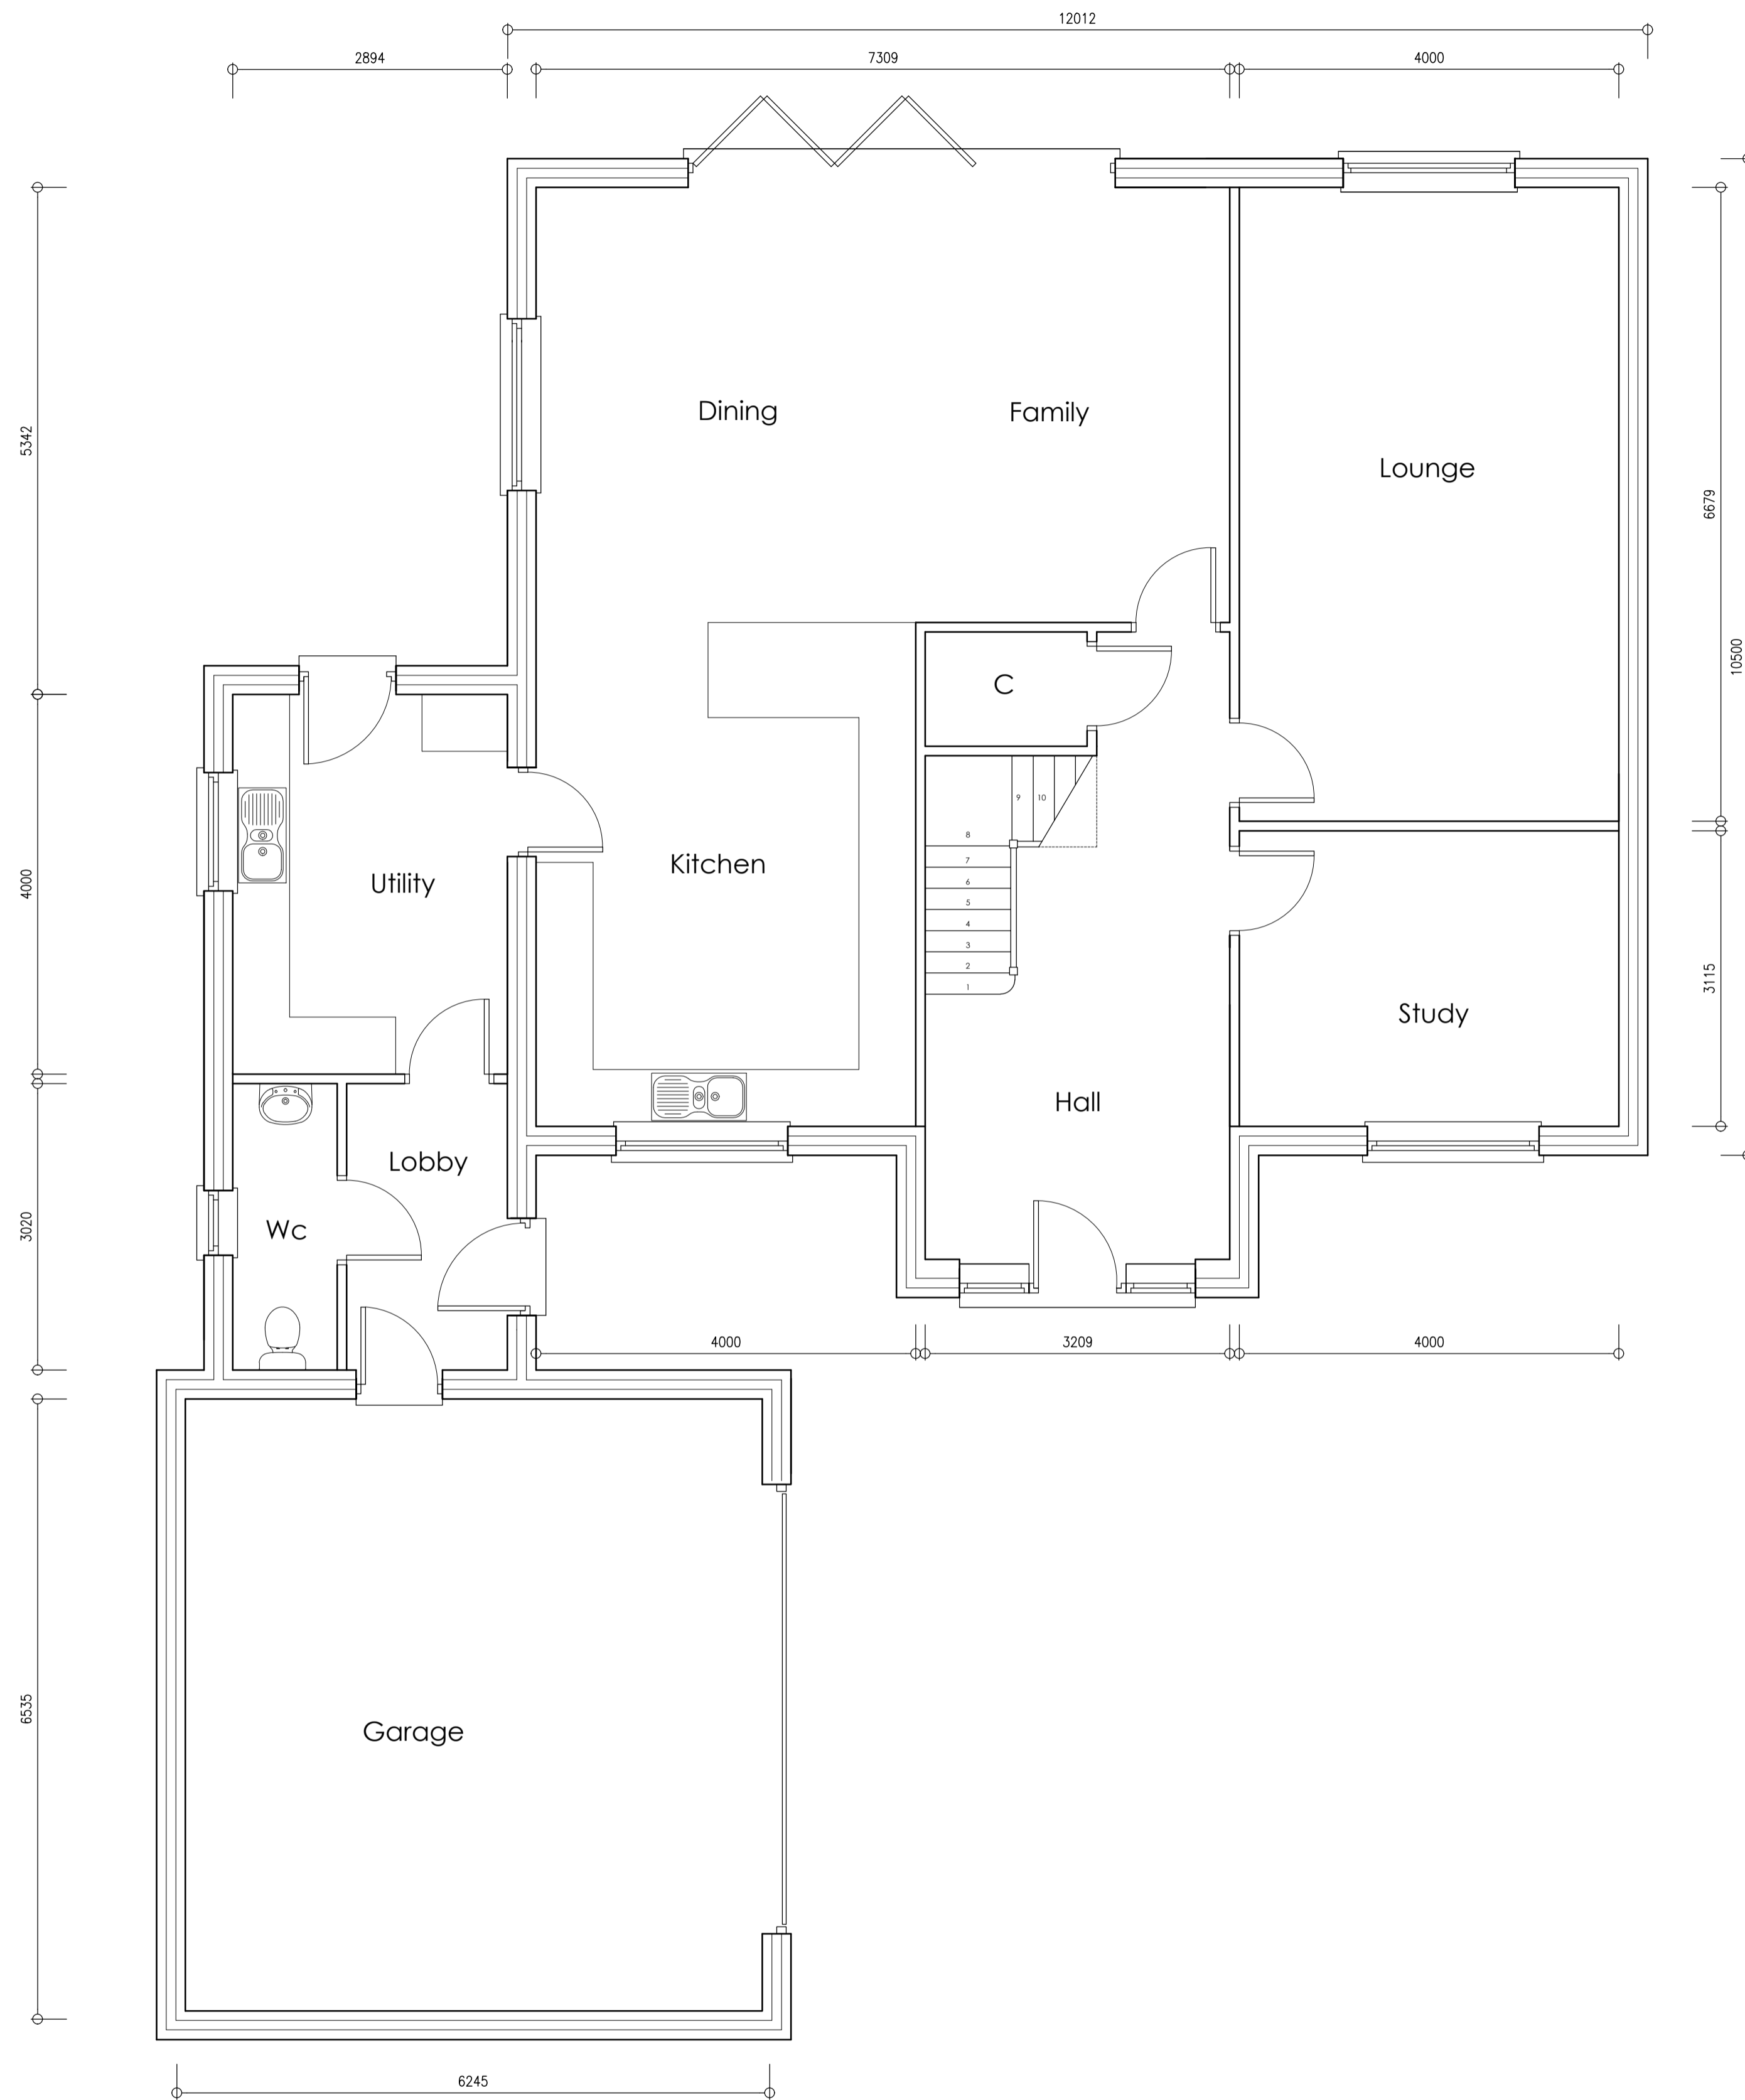 12012
2894 7309 4000
Dining Family
Lounge
5342
6679
10500
C
9 10
8
7
6
5
4
3
2
1
Kitchen
Utility
4000
3115
Study
Hall
Lobby
Wc
3020
4000 3209 4000
Garage
6535
6245